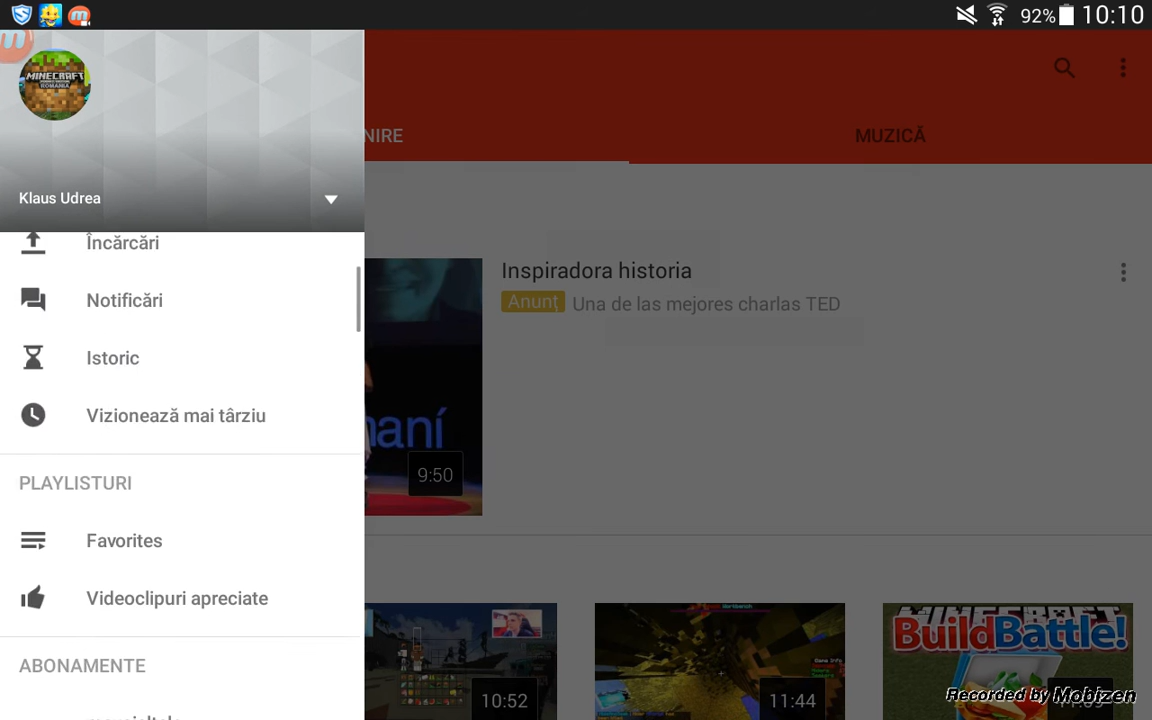 92% 10:10
MINECRAFT
ROMANIA
Klaus Udrea
NIRE
MUZICĂ
Încărcări
Notificări
Istoric
Vizionează mai târziu
PLAYLISTURI
Favorites
Videoclipuri apreciate
ABONAMENTE
Inspiradora historia
Anunț Una de las mejores charlas TED
maní
9:50
10:52
11:44
MINECRAFT
BuildBattle!
Recorded by Mobizen